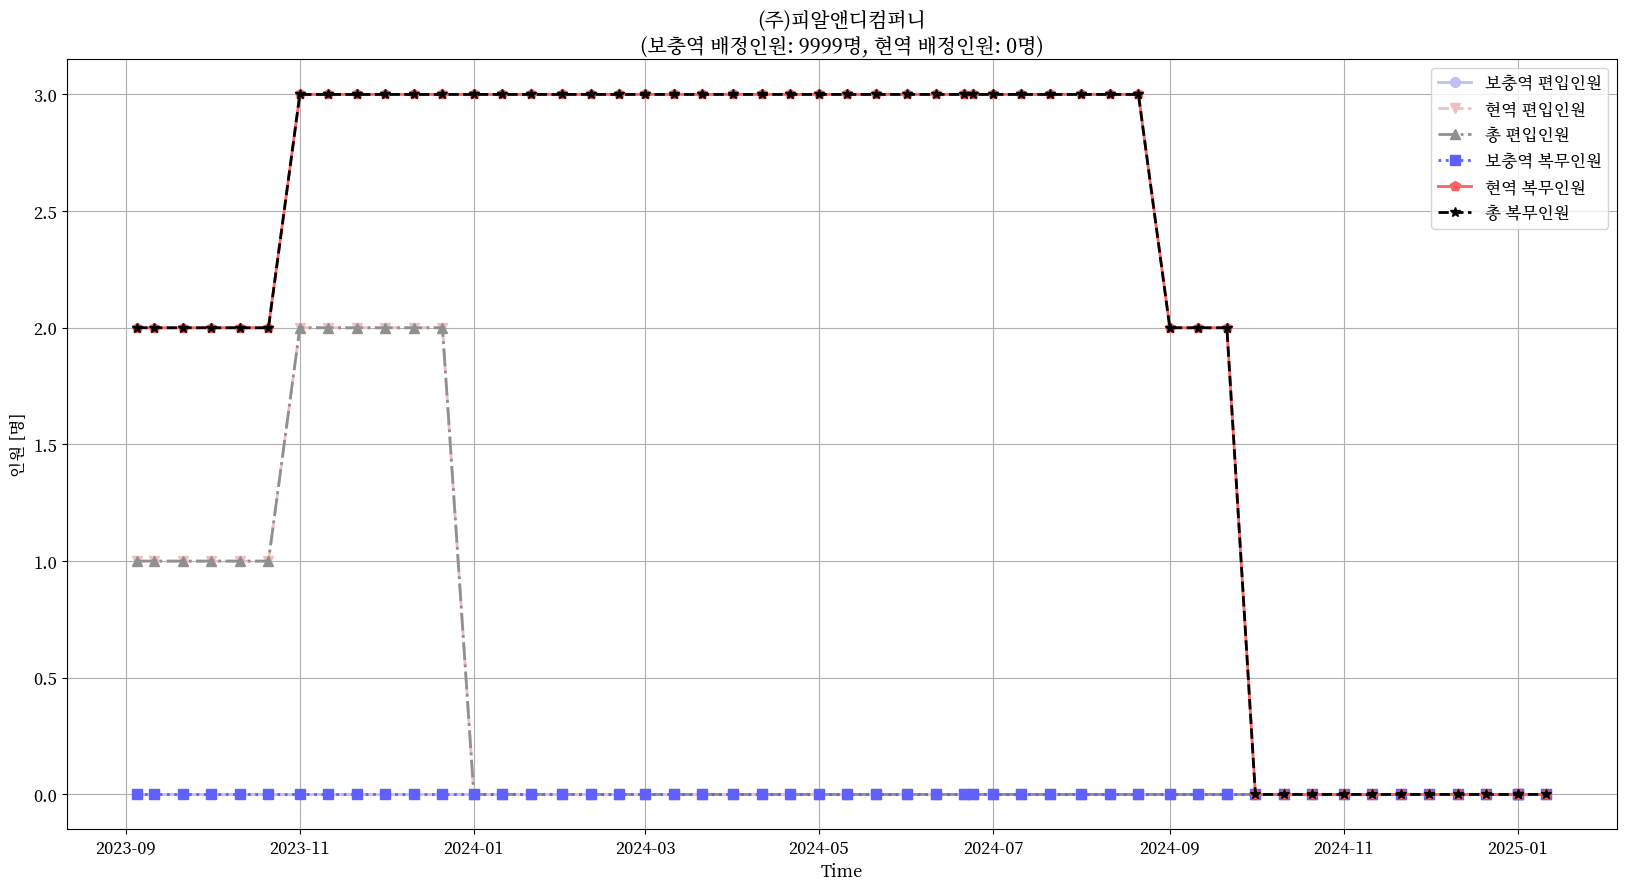 (주)피알앤디컴퍼니
(보충역 배정인원: 9999명, 현역 배정인원: 0명)
보충역 편입인원
현역 편입인원
총 편입인원
보충역 복무인원
현역 복무인원
총 복무인원
인원 [명]
3.0
2.5
2.0
1.5
1.0
0.5
0.0
2023-09 2023-11 2024-01 2024-03 2024-05 2024-07 2024-09 2024-11 2025-01
Time